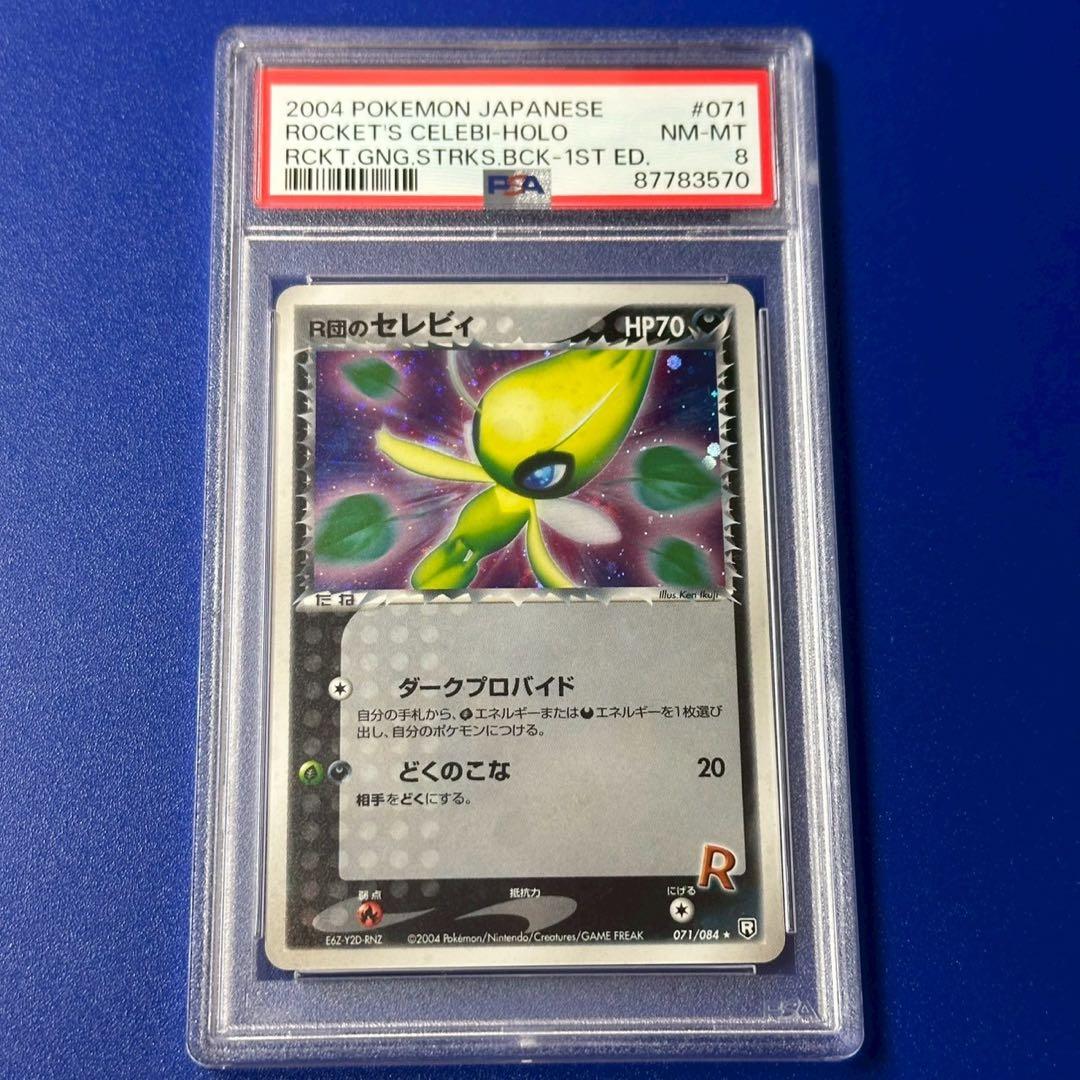 2004 POKEMON JAPANESE #071
ROCKET'S CELEBI-HOLO NM-MT
RCKT.GNG.STRKS.BCK-1ST ED. 8
PSA 87783570
R団のセレビィ HP70
たね Illus. Ken Ikuji
ダークプロバイド
自分の手札から、エネルギーまたはエネルギーを1枚選び
出し、自分のポケモンにつける。
どくのこな 20
相手をどくにする。
R
弱点 抵抗力 にげる
E6Z-Y2D-RNZ ©2004 Pokémon/Nintendo/Creatures/GAME FREAK 071/084 ★ R
PSA